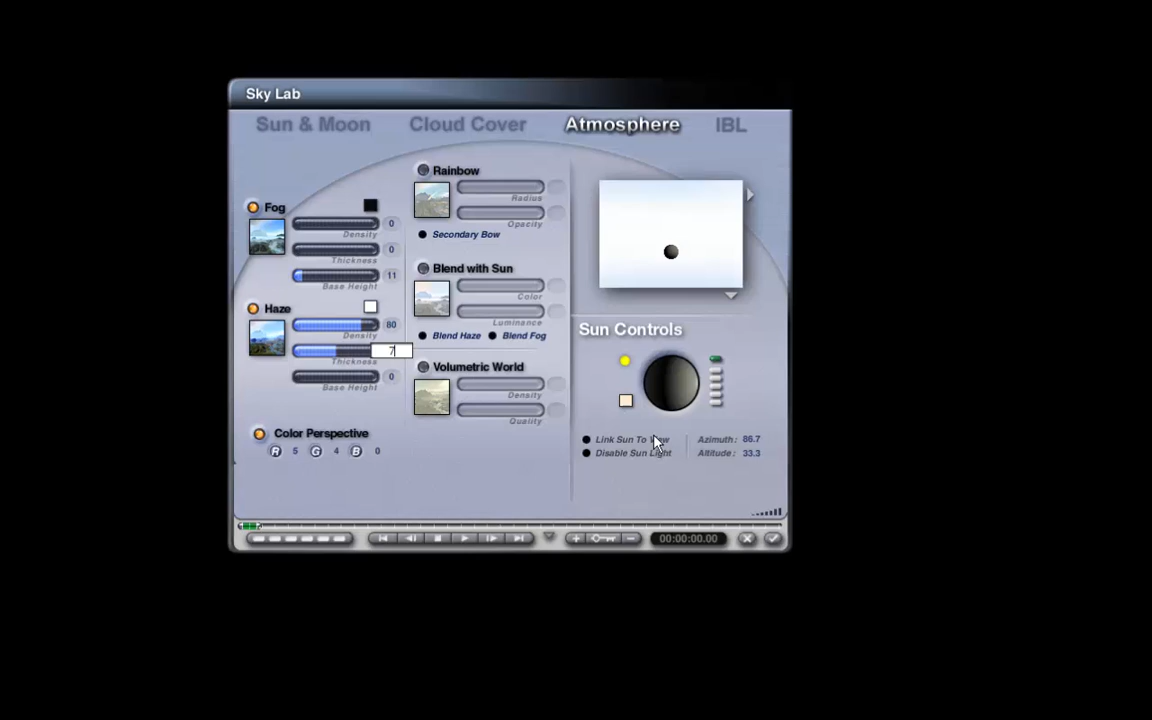 Sky Lab
Sun & Moon
Cloud Cover
Atmosphere
IBL
Fog
0
Density
0
Thickness
11
Base Height
Haze
80
Density
7
Thickness
0
Base Height
Color Perspective
R 5 G 4 B 0
Rainbow
Radius
Opacity
Secondary Bow
Blend with Sun
Color
Luminance
Blend Haze
Blend Fog
Volumetric World
Density
Quality
Sun Controls
Link Sun To View
Disable Sun Light
Azimuth: 86.7
Altitude: 33.3
00:00:00.00